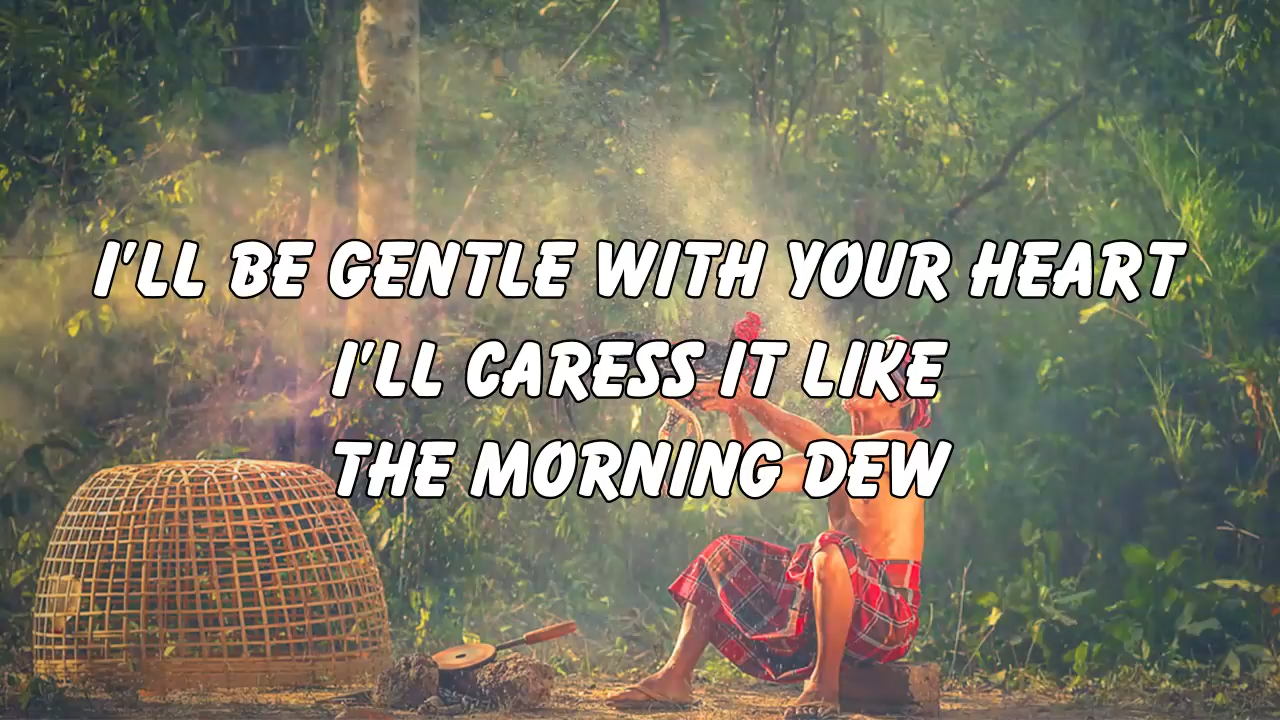 I'LL BE GENTLE WITH YOUR HEART
I'LL CARESS IT LIKE
THE MORNING DEW